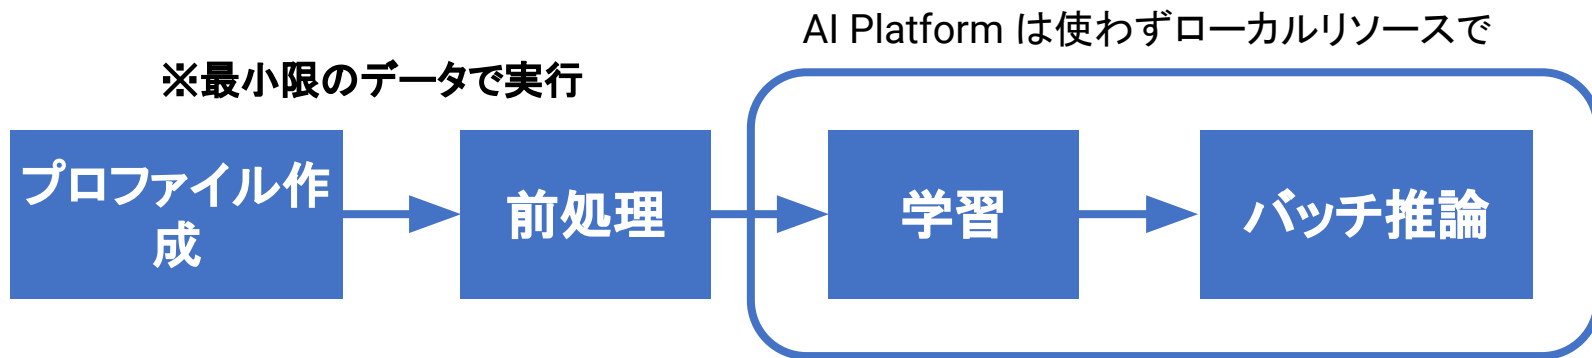 AI Platform は使わずローカルリソースで
※最小限のデータで実行
プロファイル作
成
前処理
学習
バッチ推論